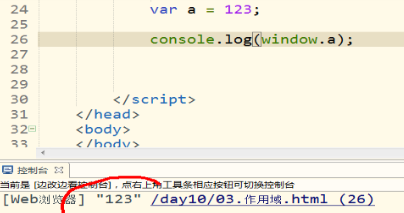 24 var a = 123;
25
26 console.log(window.a);
27
28
29
30 </script>
31 </head>
32 <body>
33 </body>
控制台
当前是 [边改边看控制台]，点右上角工具条相应按钮可切换控制台
[Web浏览器] "123" /day10/03.作用域.html (26)